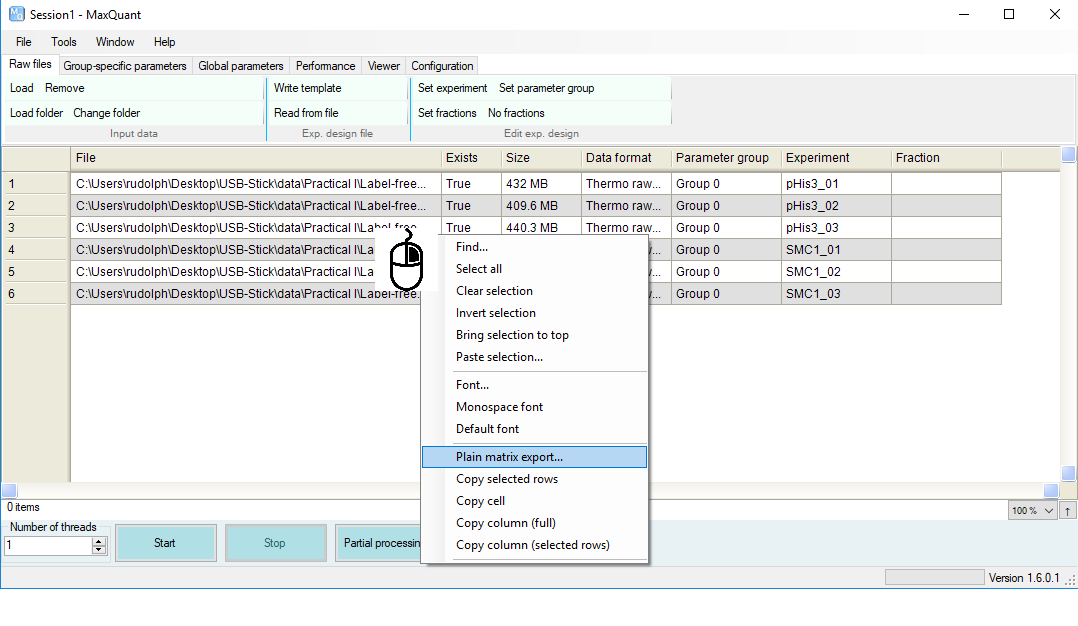 Session1 - MaxQuant
File Tools Window Help
Raw files Group-specific parameters Global parameters Performance Viewer Configuration
Load Remove Write template Set experiment Set parameter group
Load folder Change folder Read from file Set fractions No fractions
Input data Exp. design file Edit exp. design
File Exists Size Data format Parameter group Experiment Fraction
1 C:\Users\rudolph\Desktop\USB-Stick\data\Practical I\Label-free... True 432 MB Thermo raw... Group 0 pHis3_01
2 C:\Users\rudolph\Desktop\USB-Stick\data\Practical I\Label-free... True 409.6 MB Thermo raw... Group 0 pHis3_02
3 C:\Users\rudolph\Desktop\USB-Stick\data\Practical I\Label-free... True 440.3 MB Thermo raw... Group 0 pHis3_03
4 C:\Users\rudolph\Desktop\USB-Stick\data\Practical I\La Group 0 SMC1_01
5 C:\Users\rudolph\Desktop\USB-Stick\data\Practical I\La Group 0 SMC1_02
6 C:\Users\rudolph\Desktop\USB-Stick\data\Practical I\Label-free. Group 0 SMC1_03
Find...
Select all
Clear selection
Invert selection
Bring selection to top
Paste selection...
Font...
Monospace font
Default font
Plain matrix export...
Copy selected rows
Copy cell
Copy column (full)
Copy column (selected rows)
0 items
100 %
Number of threads
1 Start Stop Partial processin
Version 1.6.0.1